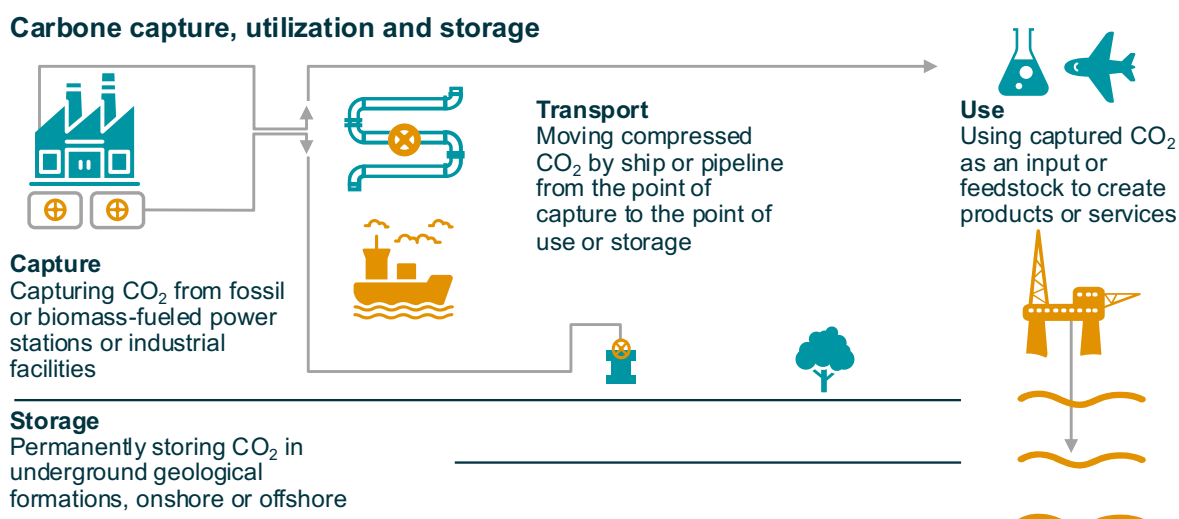 Carbone capture, utilization and storage
Capture
Capturing CO₂ from fossil
or biomass-fueled power
stations or industrial
facilities
Transport
Moving compressed
CO₂ by ship or pipeline
from the point of
capture to the point of
use or storage
Use
Using captured CO₂
as an input or
feedstock to create
products or services
Storage
Permanently storing CO₂ in
underground geological
formations, onshore or offshore